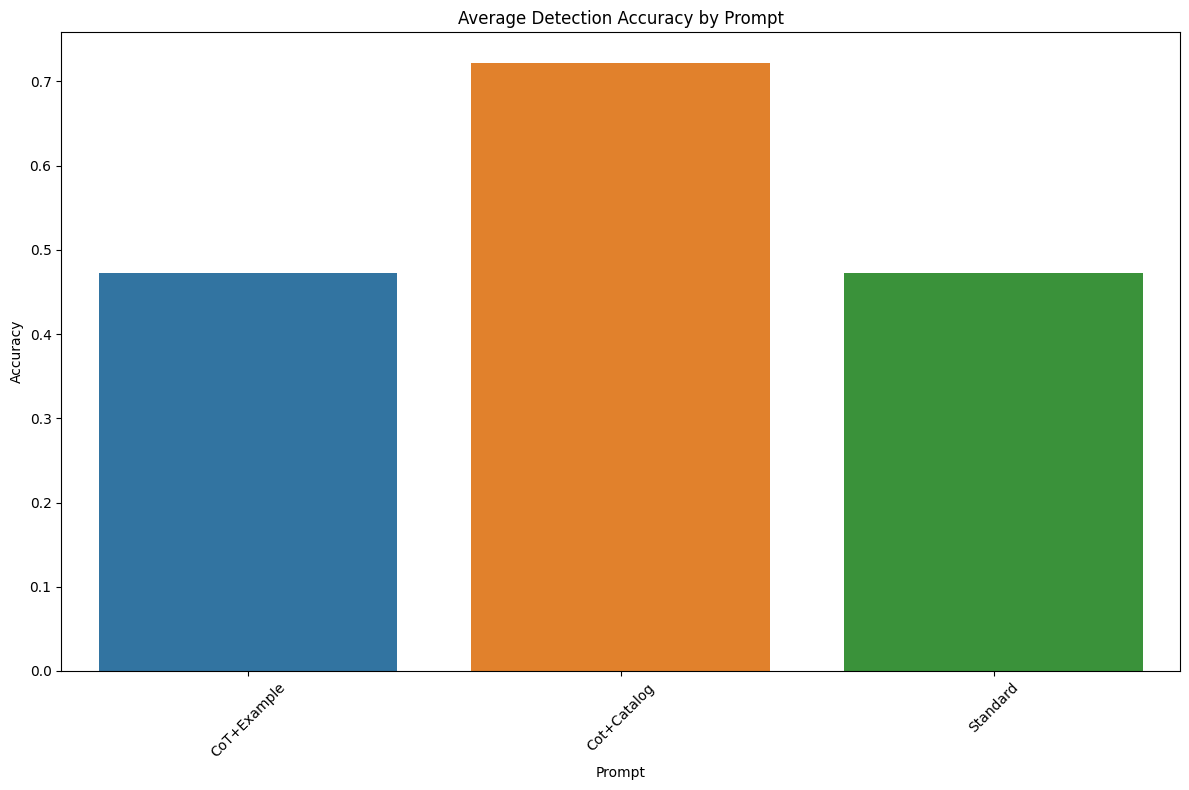 Average Detection Accuracy by Prompt
0.7
0.6
0.5
0.4
0.3
0.2
0.1
0.0
Accuracy
CoT+Example
Cot+Catalog
Standard
Prompt